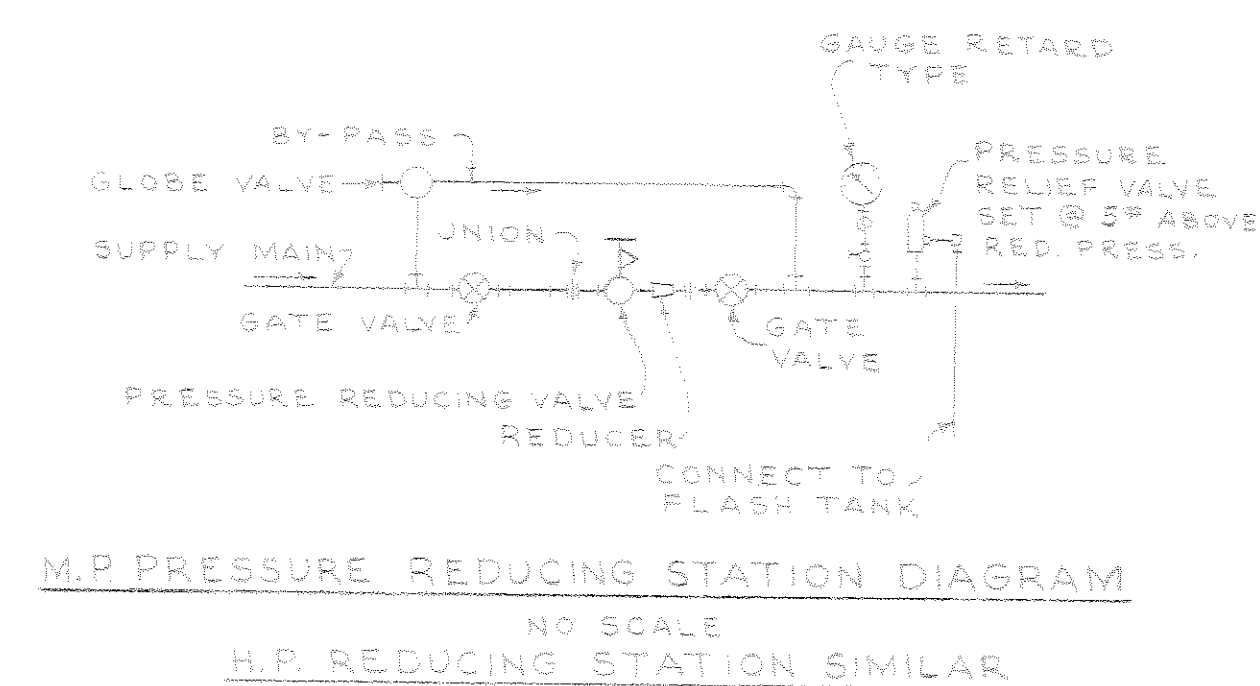 GAUGE RETARD
TYPE
BY-PASS
GLOBE VALVE
PRESSURE
RELIEF VALVE
SET @ 5# ABOVE
RED. PRESS.
UNION
SUPPLY MAIN
GATE VALVE
GATE
VALVE
PRESSURE REDUCING VALVE
REDUCER
CONNECT TO
FLASH TANK
M.P. PRESSURE REDUCING STATION DIAGRAM
NO SCALE
H.P. REDUCING STATION SIMILAR